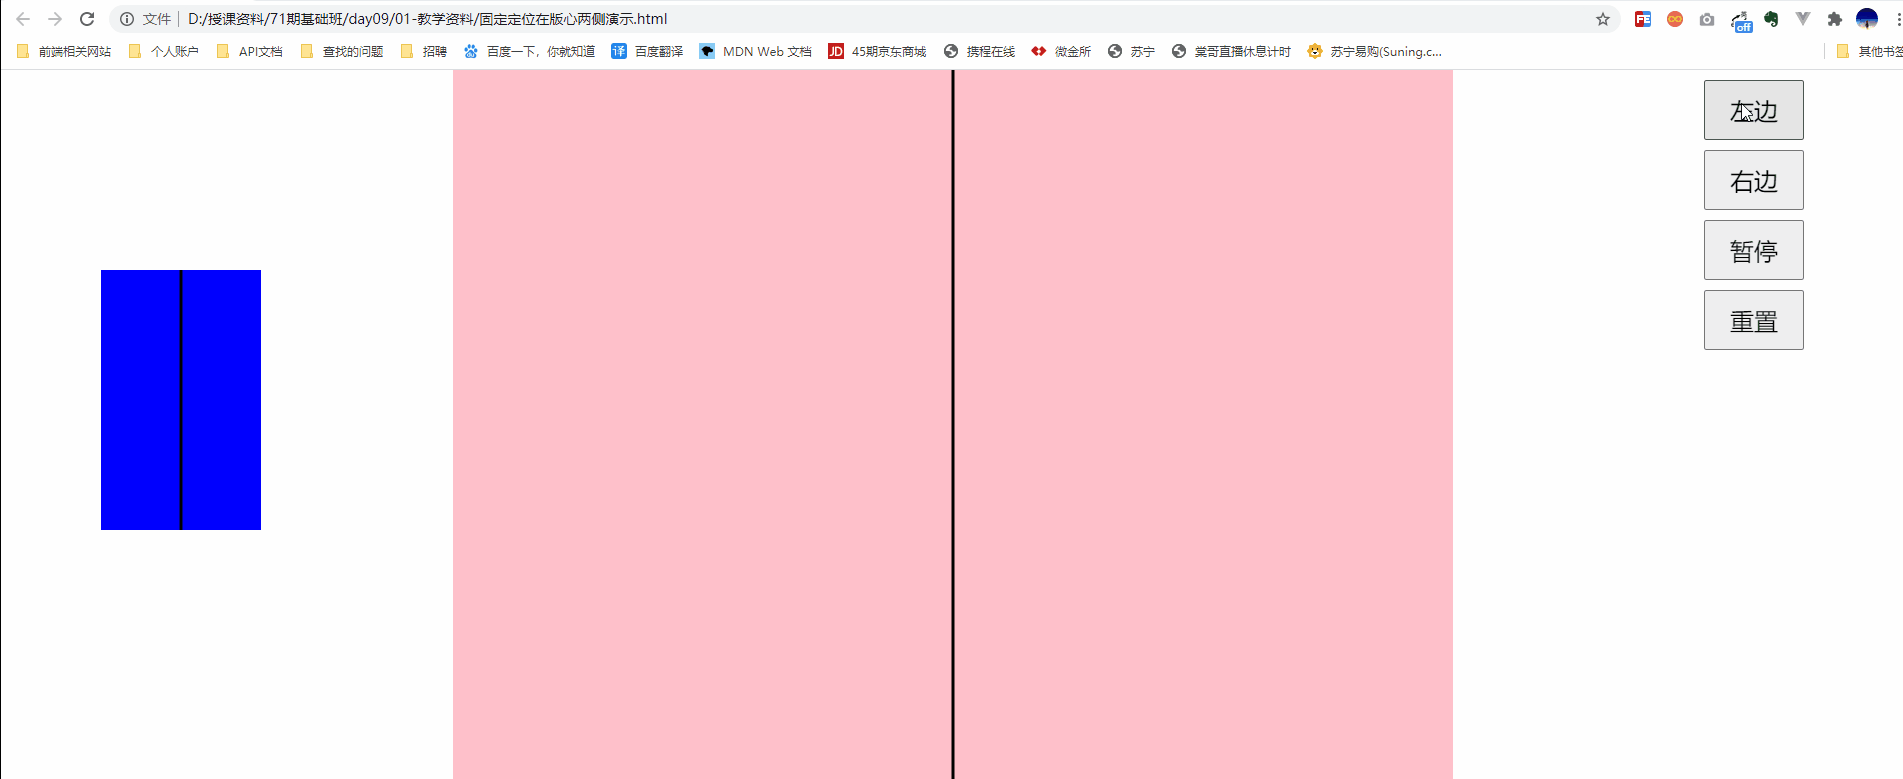 文件 D:/授课资料/71期基础班/day09/01-教学资料/固定定位在版心两侧演示.html
FE
off
前端相关网站 个人账户 API文档 查找的问题 招聘 百度一下，你就知道 译 百度翻译 MDN Web 文档 JD 45期京东商城 携程在线 微金所 苏宁 棠哥直播休息计时 苏宁易购(Suning.c... 其他书签
左边
右边
暂停
重置